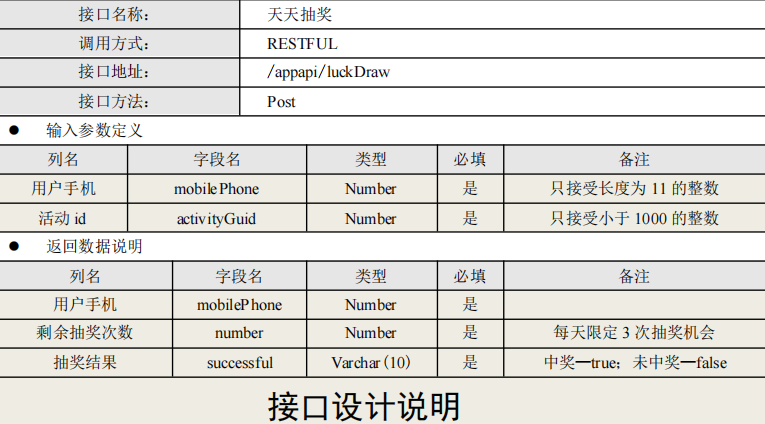 接口名称： 天天抽奖
调用方式： RESTFUL
接口地址： /appapi/luckDraw
接口方法： Post
● 输入参数定义
列名 字段名 类型 必填 备注
用户手机 mobilePhone Number 是 只接受长度为 11 的整数
活动 id activityGuid Number 是 只接受小于 1000 的整数
● 返回数据说明
列名 字段名 类型 必填 备注
用户手机 mobilePhone Number 是
剩余抽奖次数 number Number 是 每天限定 3 次抽奖机会
抽奖结果 successful Varchar(10) 是 中奖—true；未中奖—false
接口设计说明